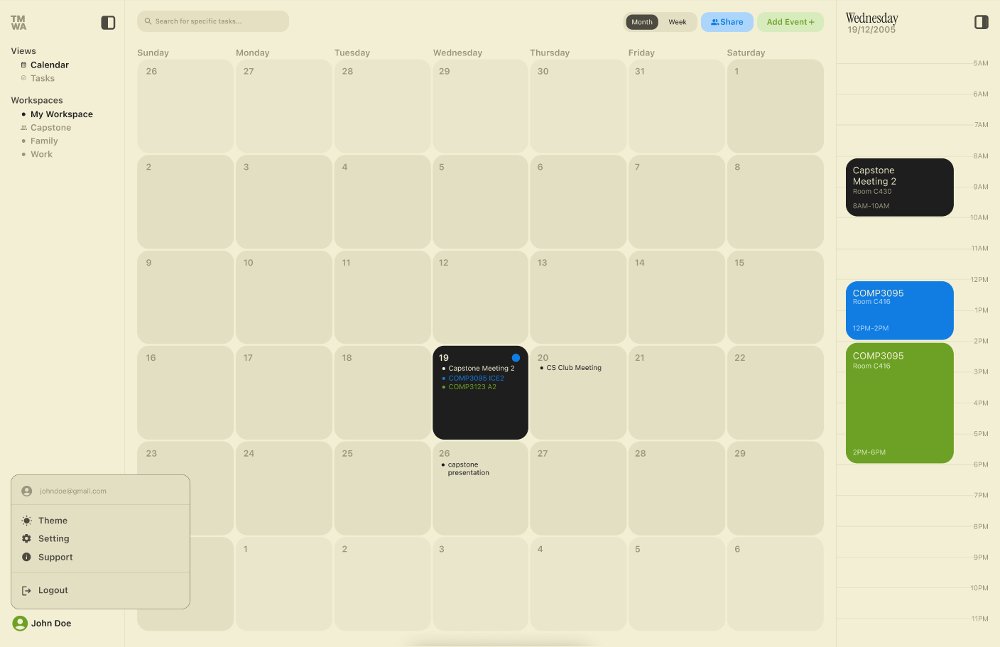 TM
WA
Views
Calendar
Tasks
Workspaces
My Workspace
Capstone
Family
Work
johndoe@gmail.com
Theme
Setting
Support
Logout
John Doe
Search for specific tasks...
Month
Week
Share
Add Event+
Sunday Monday Tuesday Wednesday Thursday Friday Saturday
26 27 28 29 30 31 1
2 3 4 5 6 7 8
9 10 11 12 13 14 15
16 17 18 19 20 21 22
Capstone Meeting 2
COMP3095 ICE2
COMP3123 A2
CS Club Meeting
23 24 25 26 27 28 29
capstone
presentation
1 2 3 4 5 6
Wednesday
19/12/2005
5AM
6AM
7AM
8AM
Capstone
Meeting 2
Room C430
8AM-10AM
9AM
10AM
11AM
12PM
COMP3095
Room C416
12PM-2PM
1PM
2PM
COMP3095
Room C416
2PM-6PM
3PM
4PM
5PM
6PM
7PM
8PM
9PM
10PM
11PM